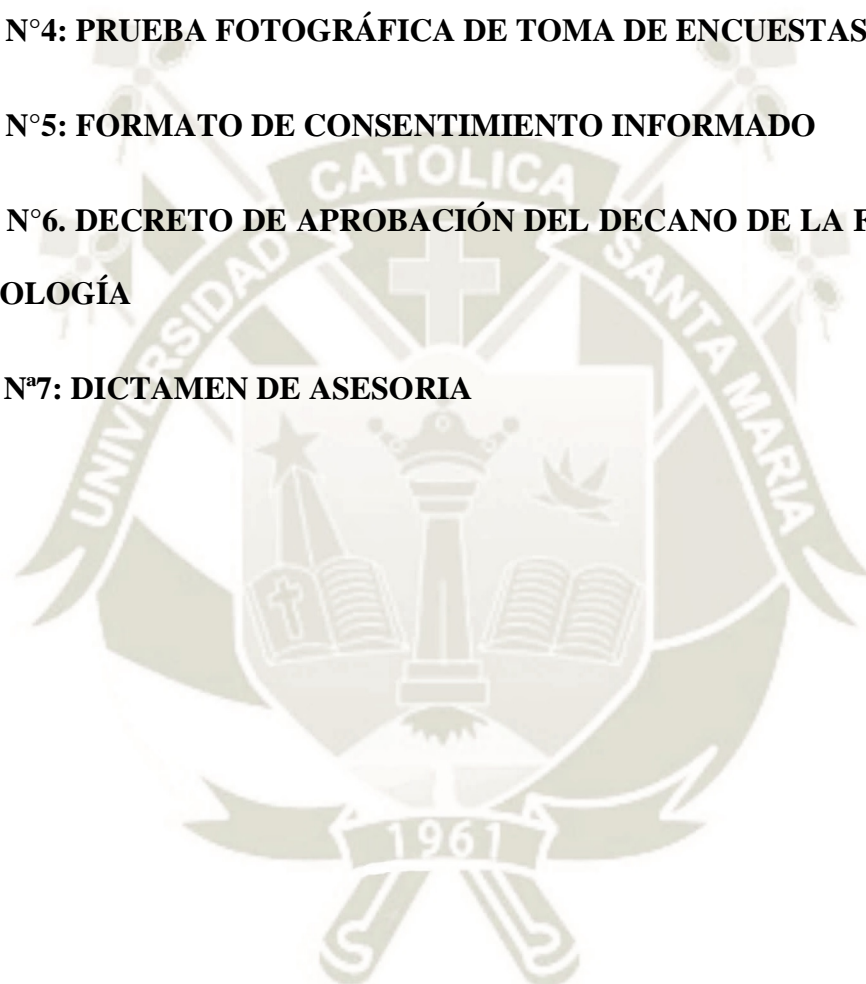 N°4: PRUEBA FOTOGRÁFICA DE TOMA DE ENCUESTAS
N°5: FORMATO DE CONSENTIMIENTO INFORMADO
N°6. DECRETO DE APROBACIÓN DEL DECANO DE LA F
OLOGÍA
Nª7: DICTAMEN DE ASESORIA
UNIVERSIDAD CATOLICA SANTA MARIA
1961